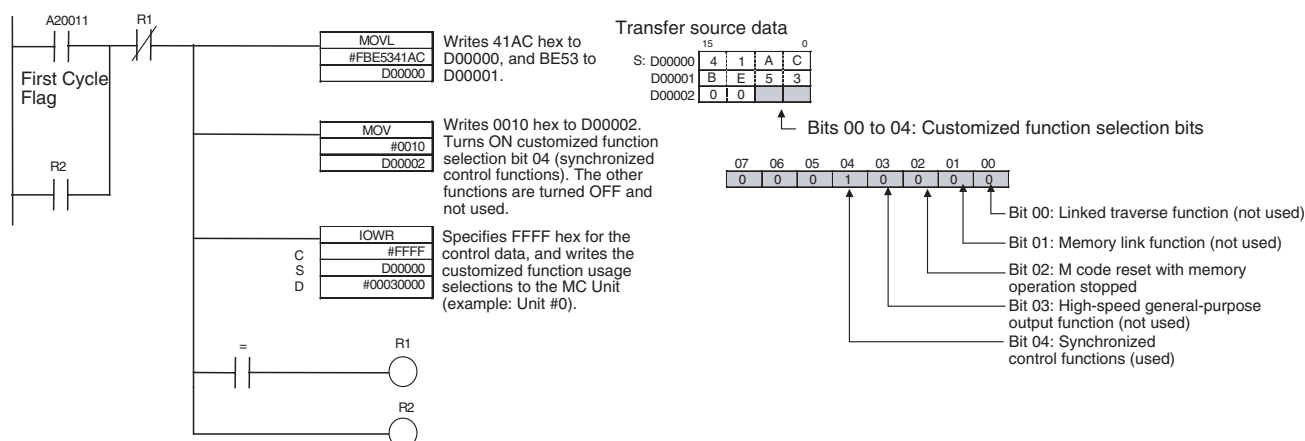 A20011
R1
First Cycle
Flag
R2
MOVL
#FBE5341AC
D00000
Writes 41AC hex to
D00000, and BE53 to
D00001.
MOV
#0010
D00002
Writes 0010 hex to D00002.
Turns ON customized function
selection bit 04 (synchronized
control functions). The other
functions are turned OFF and
not used.
IOWR
C #FFFF
S D00000
D #00030000
Specifies FFFF hex for the
control data, and writes the
customized function usage
selections to the MC Unit
(example: Unit #0).
=
R1
R2
Transfer source data
15 0
S: D00000 4 1 A C
D00001 B E 5 3
D00002 0 0
Bits 00 to 04: Customized function selection bits
07 06 05 04 03 02 01 00
0 0 0 1 0 0 0 0
Bit 00: Linked traverse function (not used)
Bit 01: Memory link function (not used)
Bit 02: M code reset with memory
operation stopped
Bit 03: High-speed general-purpose
output function (not used)
Bit 04: Synchronized
control functions (used)